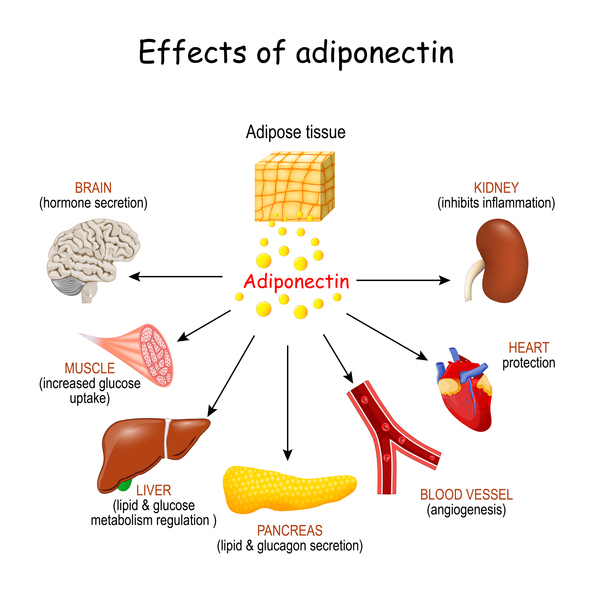 Effects of adiponectin
Adipose tissue
BRAIN
(hormone secretion)
KIDNEY
(inhibits inflammation)
Adiponectin
MUSCLE
(increased glucose
uptake)
HEART
protection
LIVER
(lipid & glucose
metabolism regulation )
BLOOD VESSEL
(angiogenesis)
PANCREAS
(lipid & glucagon secretion)